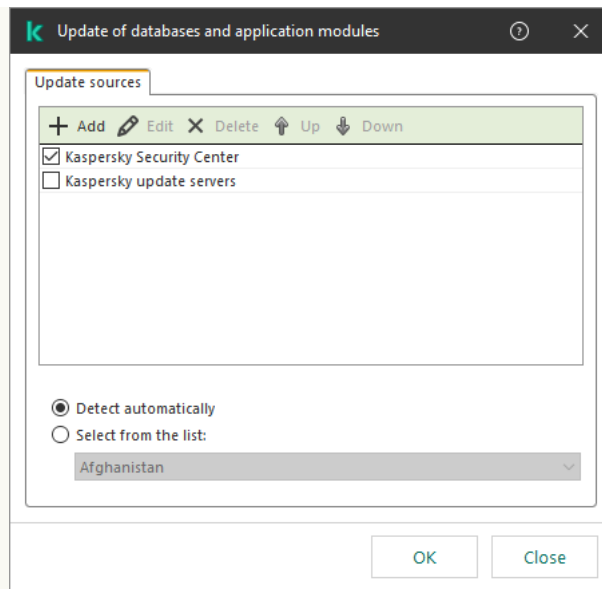 Update of databases and application modules
Update sources
Add Edit Delete Up Down
Kaspersky Security Center
Kaspersky update servers
Detect automatically
Select from the list:
Afghanistan
OK Close